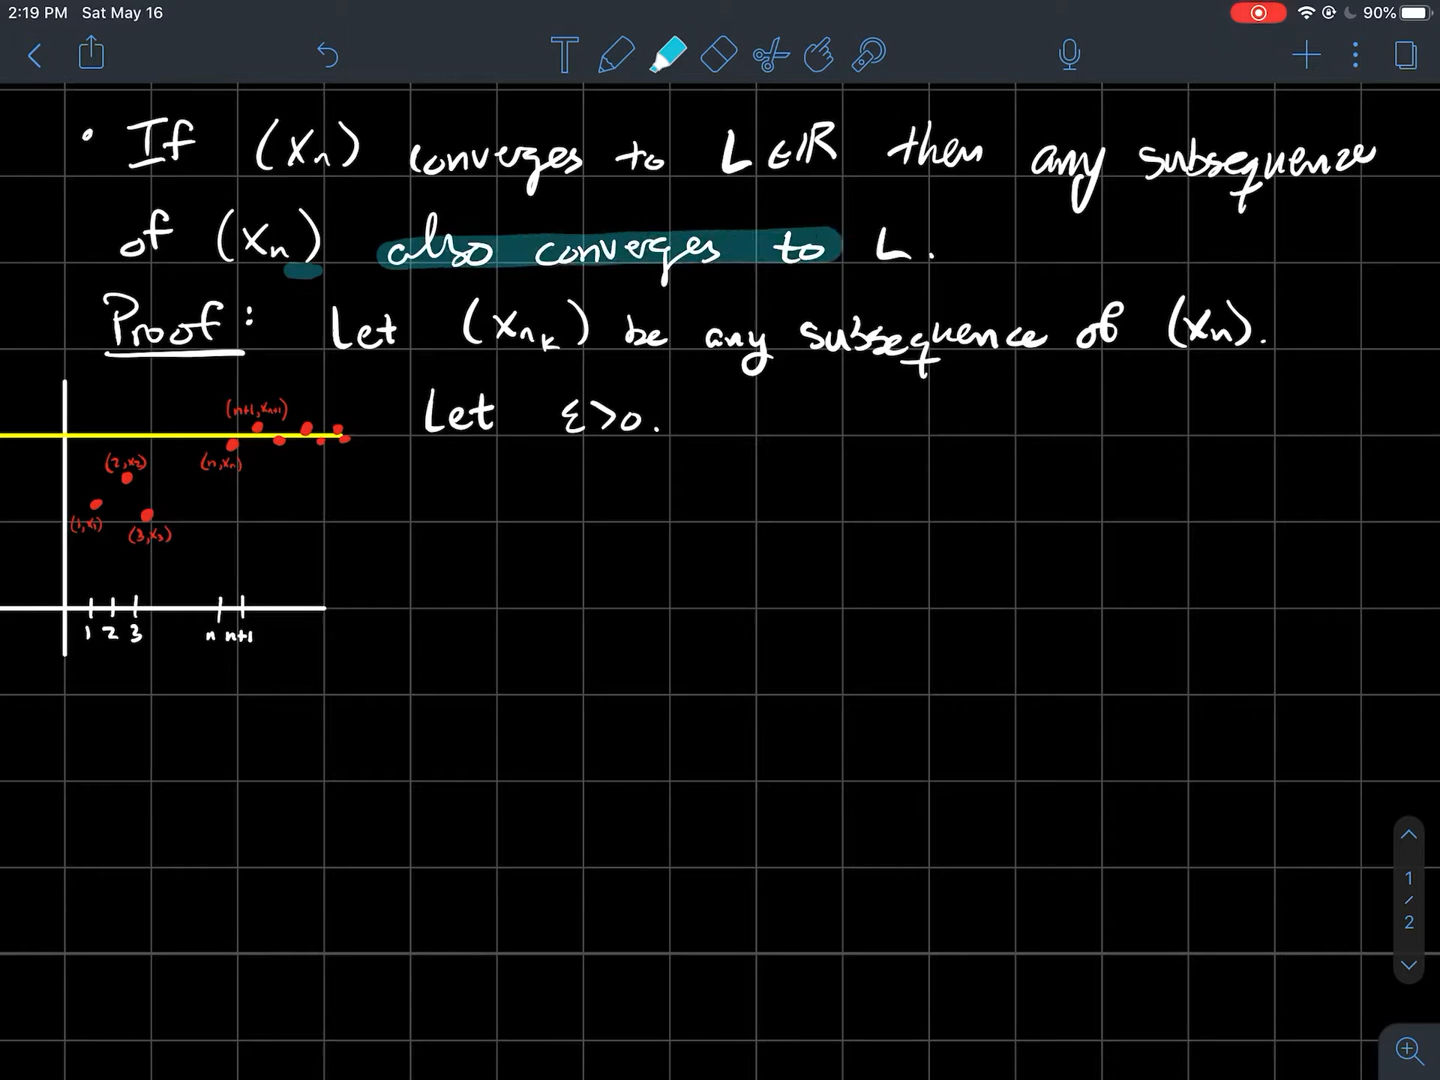 2:19 PM Sat May 16
90%
• If (xₙ) converges to L ∈ ℝ then any subsequence
of (xₙ) also converges to L.
Proof: Let (xₙₖ) be any subsequence of (xₙ).
Let ε>0.
(n+1, xₙ₊₁)
(2, x₂) (n, xₙ)
(1, x₁)
(3, x₃)
1 2 3 n n+1
1
/
2